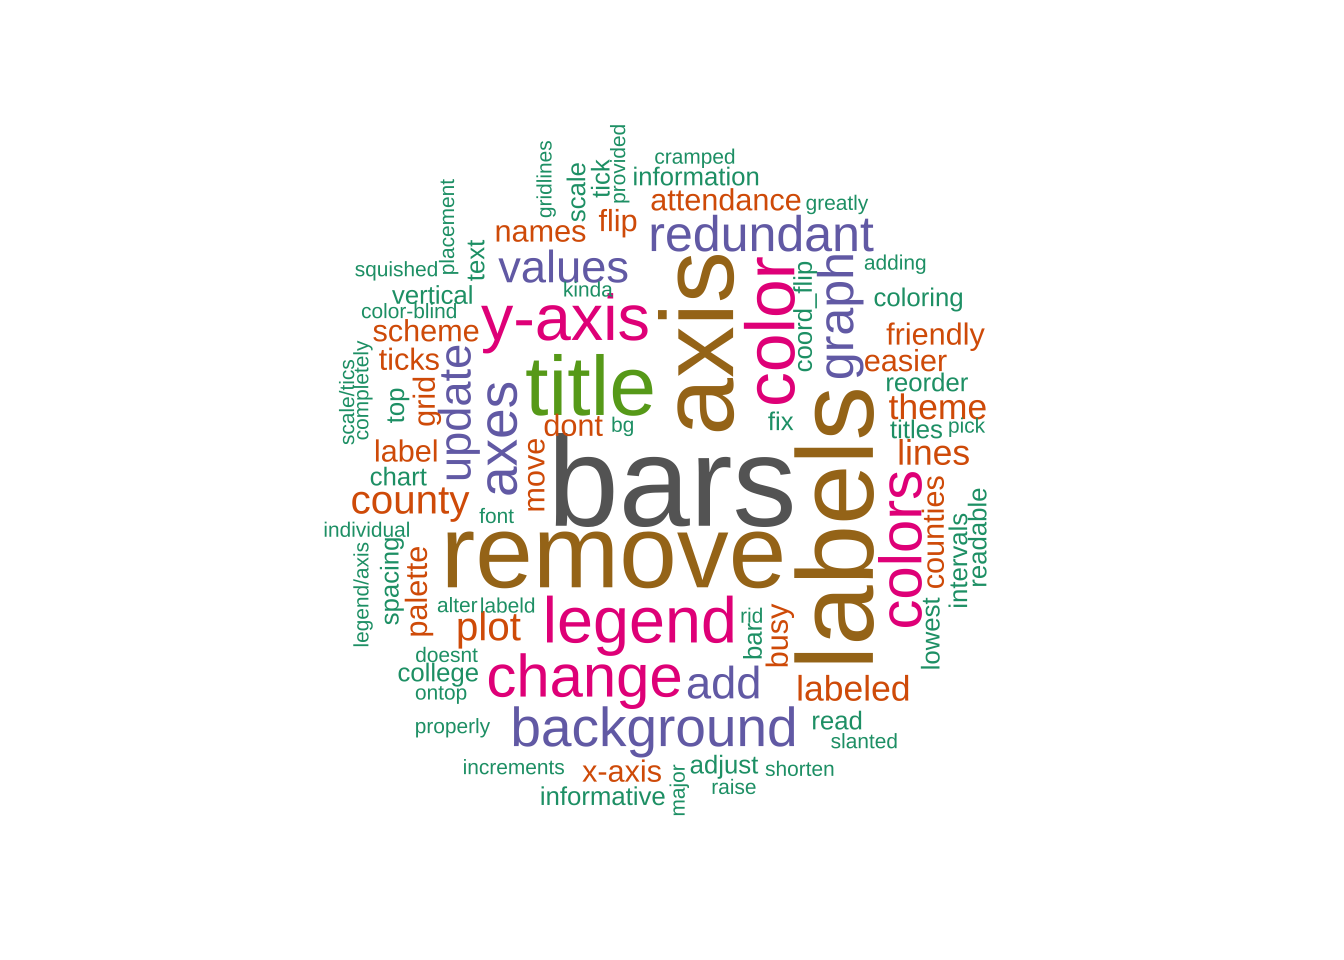 provided
cramped
gridlines
scale
tick
information
placement
attendance
greatly
names
flip
redundant
text
squished
values
axis
color
coord_flip
graph
adding
kinda
vertical
coloring
color-blind
y-axis
scheme
friendly
ticks
easier
scale/tics
completely
update
title
reorder
top
grid
axes
labels
theme
dont
bg
fix
titles
pick
label
move
bars
lines
chart
colors
county
counties
font
intervals
readable
individual
remove
legend/axis
spacing
palette
alter
labeld
legend
rid
bar
busy
lowest
plot
doesnt
college
change
add
labeled
ontop
properly
background
read
slanted
increments
x-axis
major
adjust
shorten
informative
raise